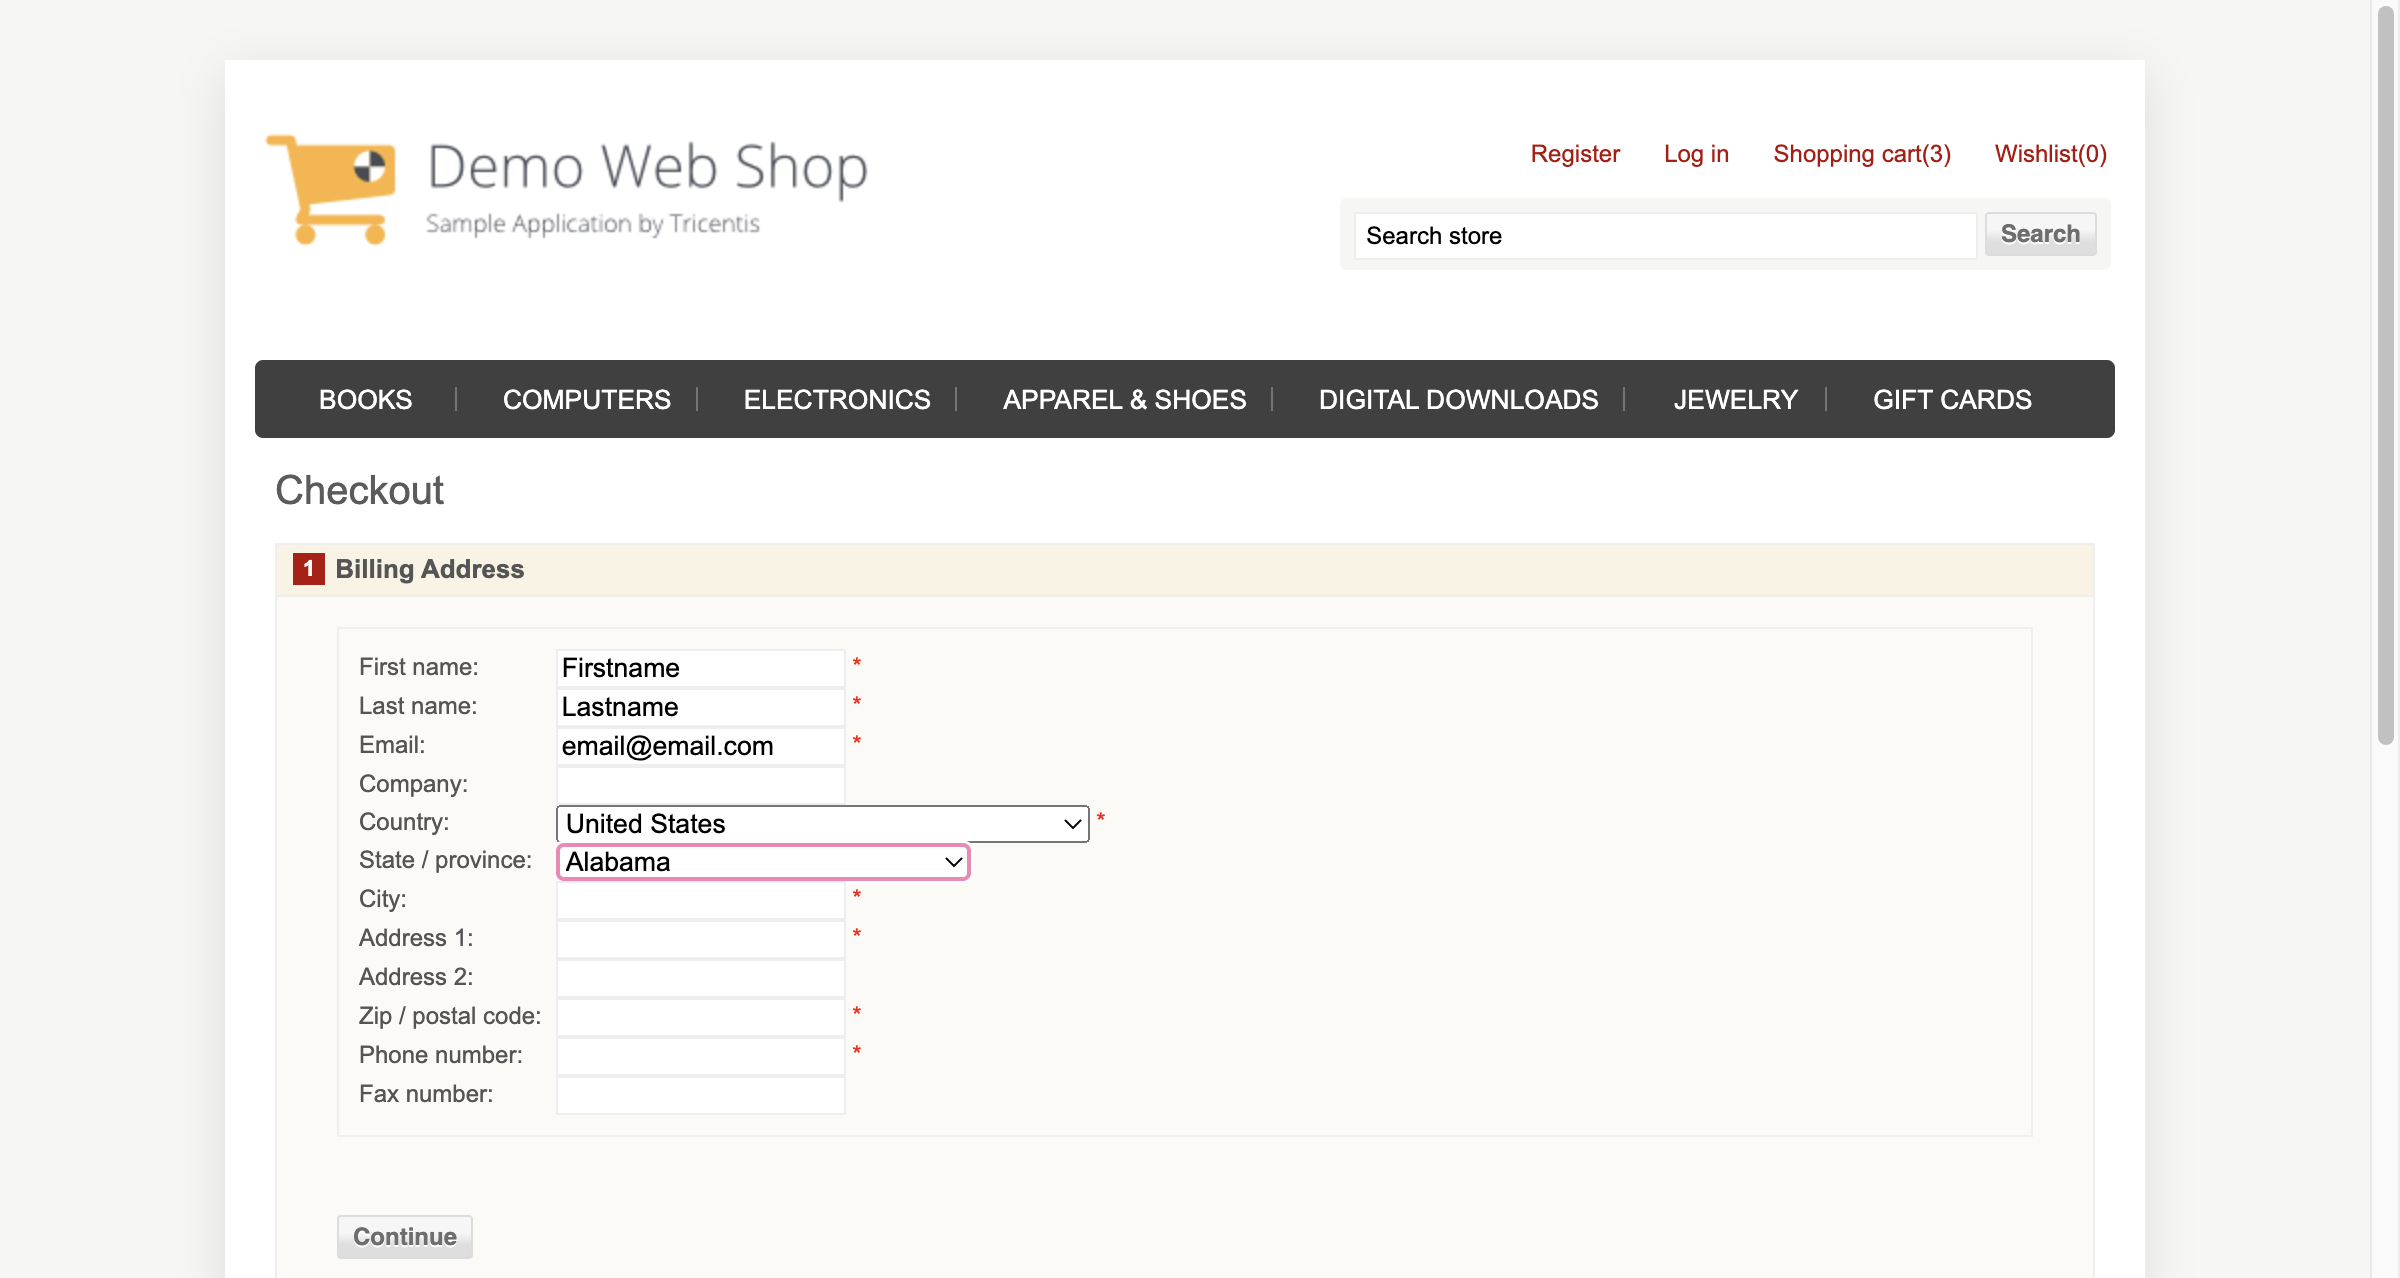 Demo Web Shop
Sample Application by Tricentis
Register Log in Shopping cart(3) Wishlist(0)
Search store Search
BOOKS COMPUTERS ELECTRONICS APPAREL & SHOES DIGITAL DOWNLOADS JEWELRY GIFT CARDS
Checkout
1 Billing Address
First name: Firstname *
Last name: Lastname *
Email: email@email.com *
Company:
Country: United States *
State / province: Alabama
City: *
Address 1: *
Address 2:
Zip / postal code: *
Phone number: *
Fax number:
Continue